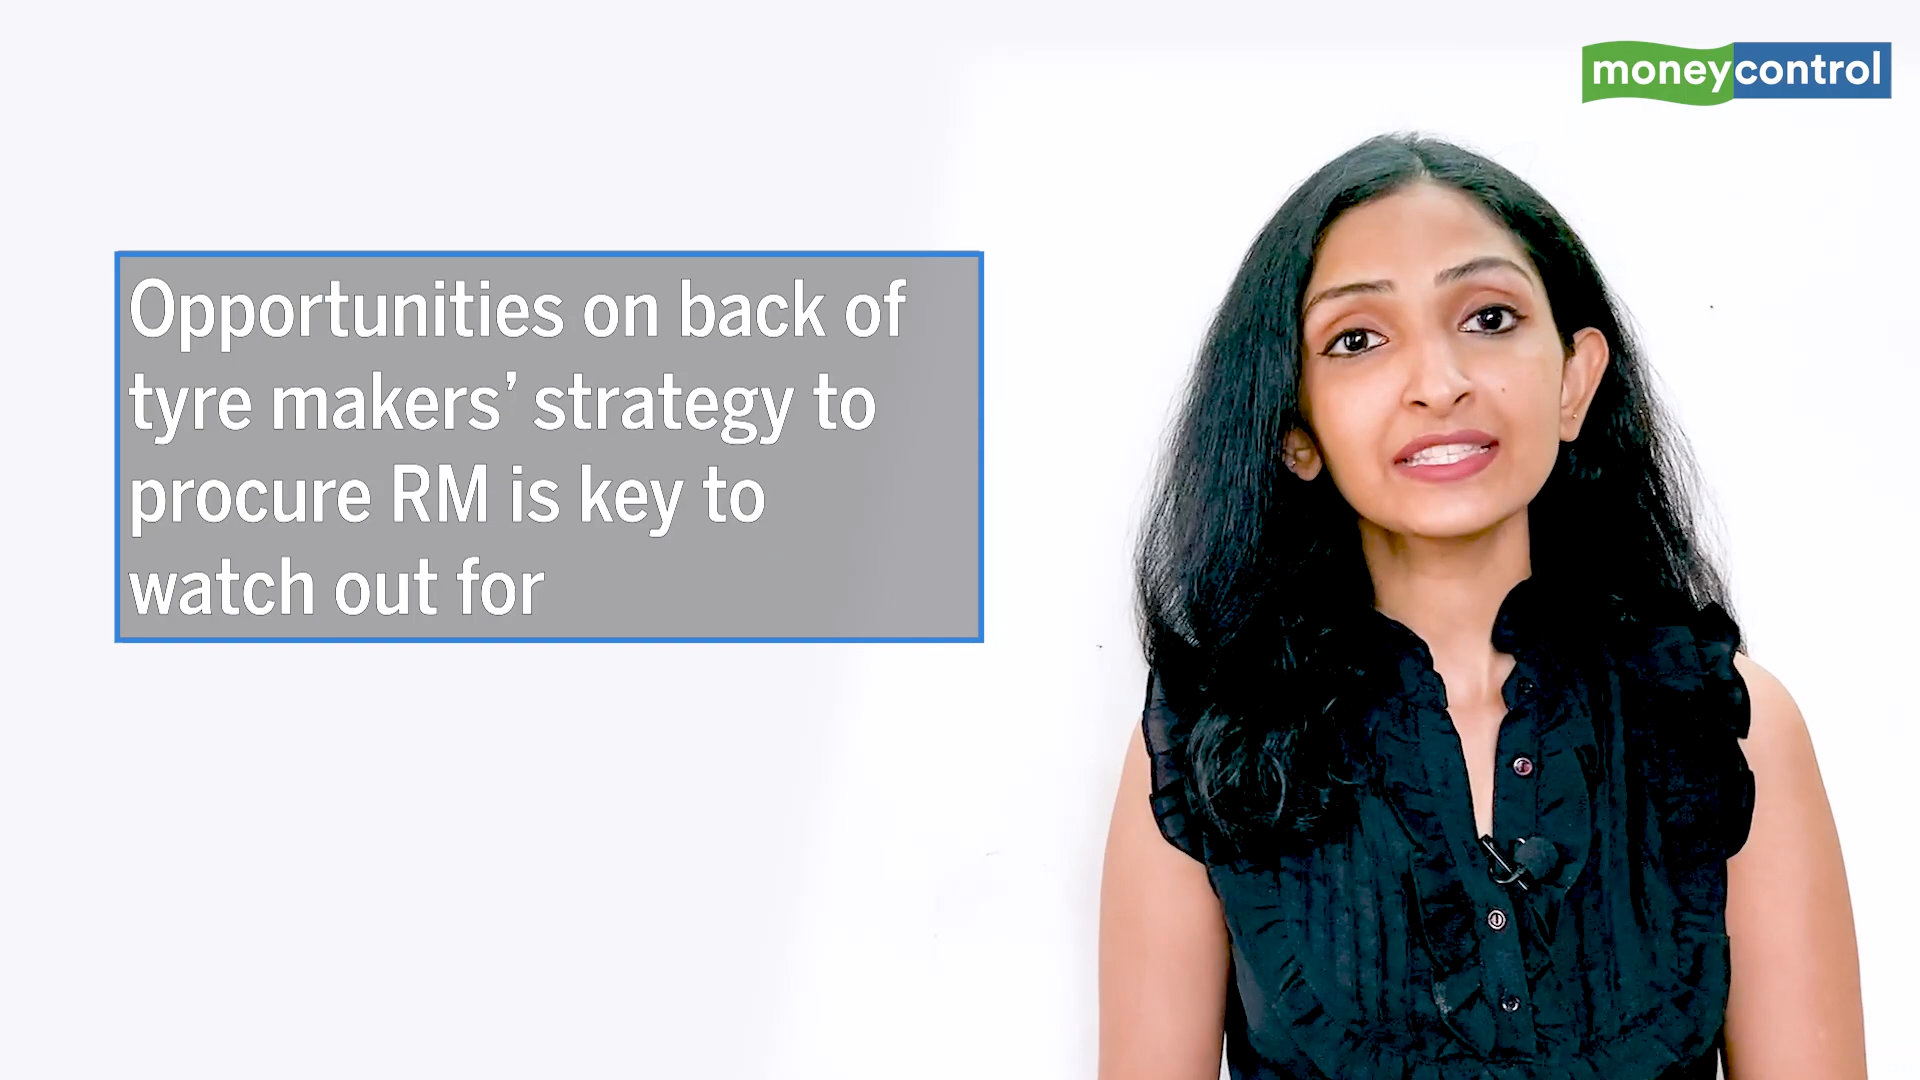 moneycontrol
Opportunities on back of
tyre makers’ strategy to
procure RM is key to
watch out for